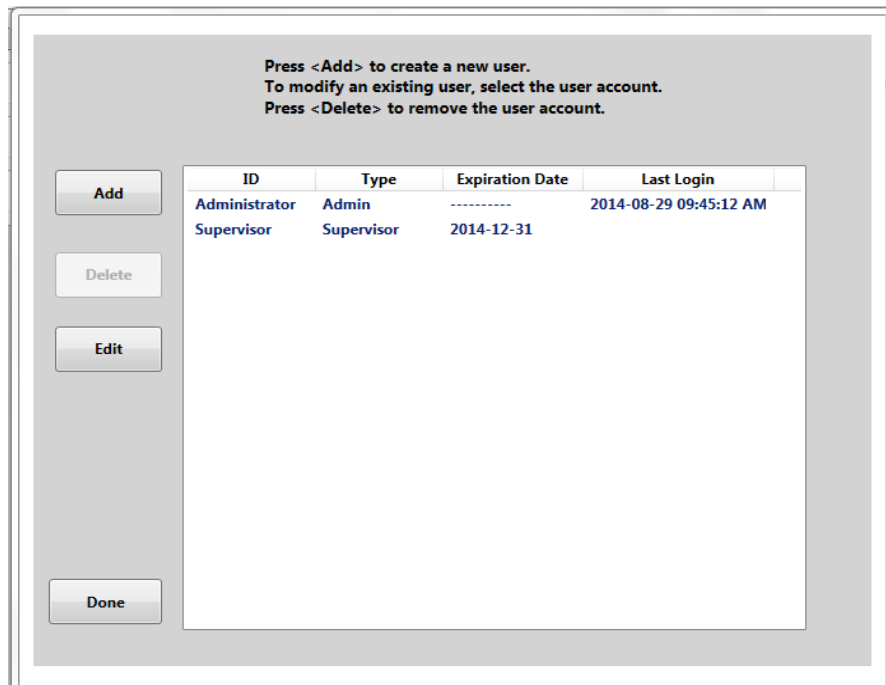 Press <Add> to create a new user.
To modify an existing user, select the user account.
Press <Delete> to remove the user account.
Add
Delete
Edit
Done
ID Type Expiration Date Last Login
Administrator Admin ---------- 2014-08-29 09:45:12 AM
Supervisor Supervisor 2014-12-31